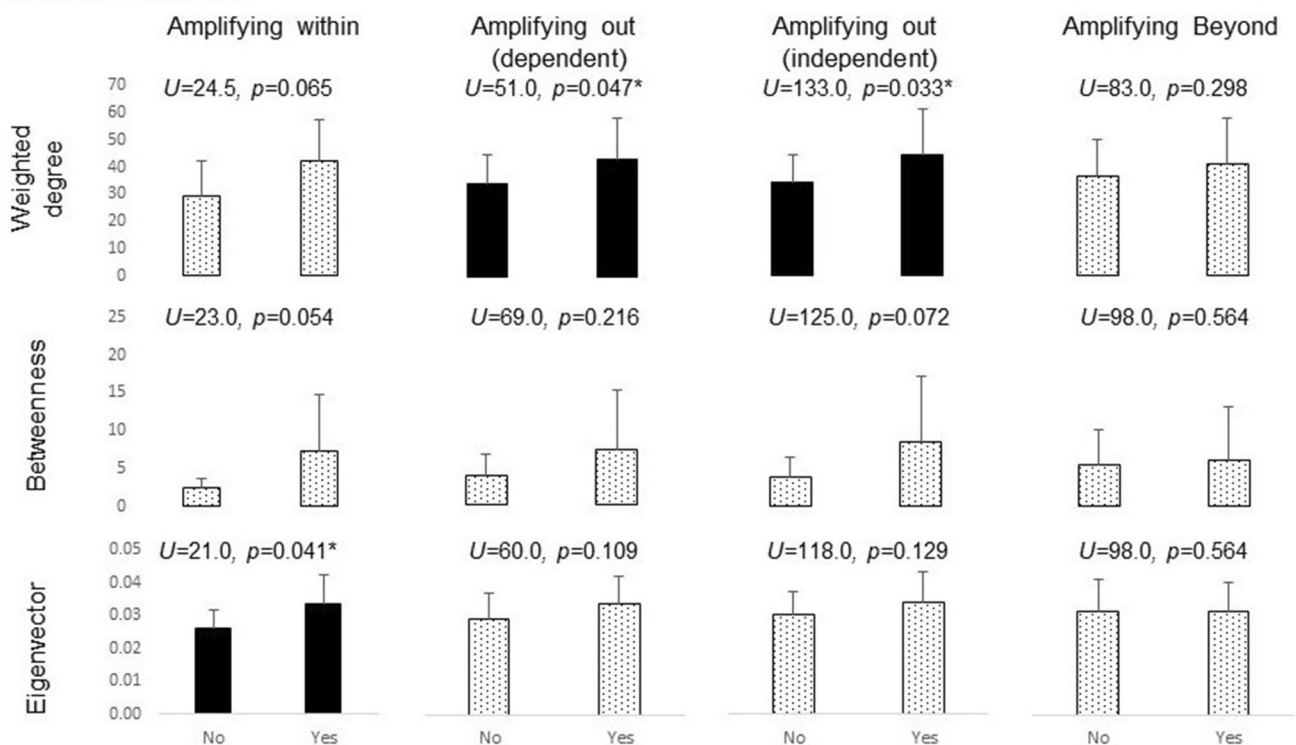 Amplifying within
Amplifying out
(dependent)
Amplifying out
(independent)
Amplifying Beyond
Weighted
degree
70
60
50
40
30
20
10
0
U=24.5, p=0.065
U=51.0, p=0.047*
U=133.0, p=0.033*
U=83.0, p=0.298
Betweenness
25
20
15
10
5
0
U=23.0, p=0.054
U=69.0, p=0.216
U=125.0, p=0.072
U=98.0, p=0.564
Eigenvector
0.05
0.04
0.03
0.02
0.01
0.00
U=21.0, p=0.041*
U=60.0, p=0.109
U=118.0, p=0.129
U=98.0, p=0.564
No
Yes
No
Yes
No
Yes
No
Yes